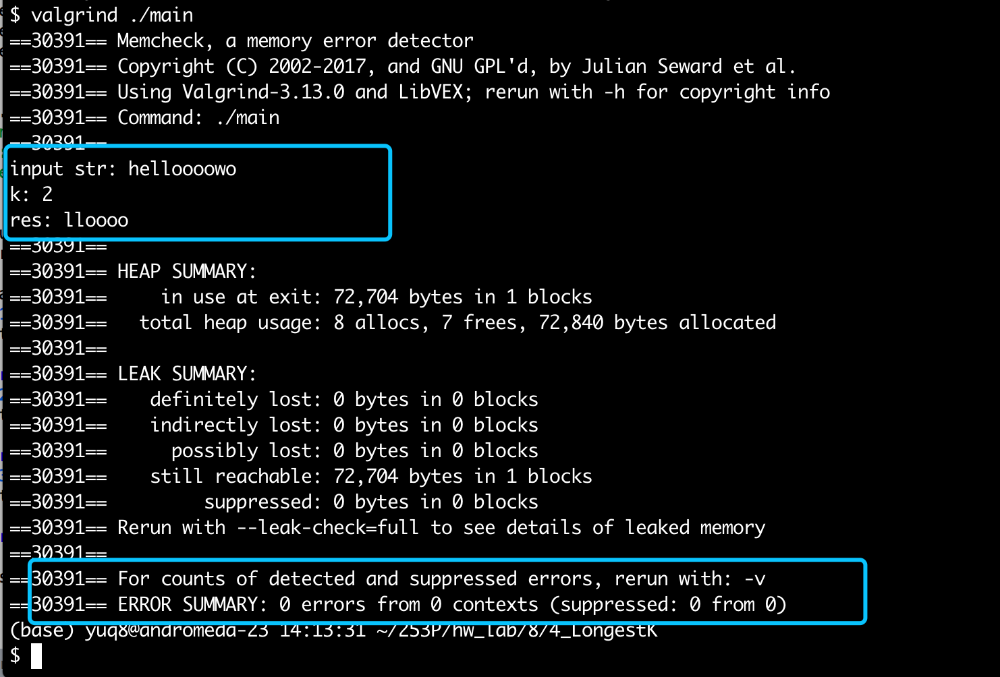 $ valgrind ./main
==30391== Memcheck, a memory error detector
==30391== Copyright (C) 2002-2017, and GNU GPL'd, by Julian Seward et al.
==30391== Using Valgrind-3.13.0 and LibVEX; rerun with -h for copyright info
==30391== Command: ./main
==30391==
input str: helloooowo
k: 2
res: lloooo
==30391==
==30391== HEAP SUMMARY:
==30391==     in use at exit: 72,704 bytes in 1 blocks
==30391==   total heap usage: 8 allocs, 7 frees, 72,840 bytes allocated
==30391==
==30391== LEAK SUMMARY:
==30391==    definitely lost: 0 bytes in 0 blocks
==30391==    indirectly lost: 0 bytes in 0 blocks
==30391==      possibly lost: 0 bytes in 0 blocks
==30391==    still reachable: 72,704 bytes in 1 blocks
==30391==         suppressed: 0 bytes in 0 blocks
==30391== Rerun with --leak-check=full to see details of leaked memory
==30391==
==30391== For counts of detected and suppressed errors, rerun with: -v
==30391== ERROR SUMMARY: 0 errors from 0 contexts (suppressed: 0 from 0)
(base) yuq8@andromeda-23 14:13:31 ~/253P/hw_lab/8/4_LongestK
$